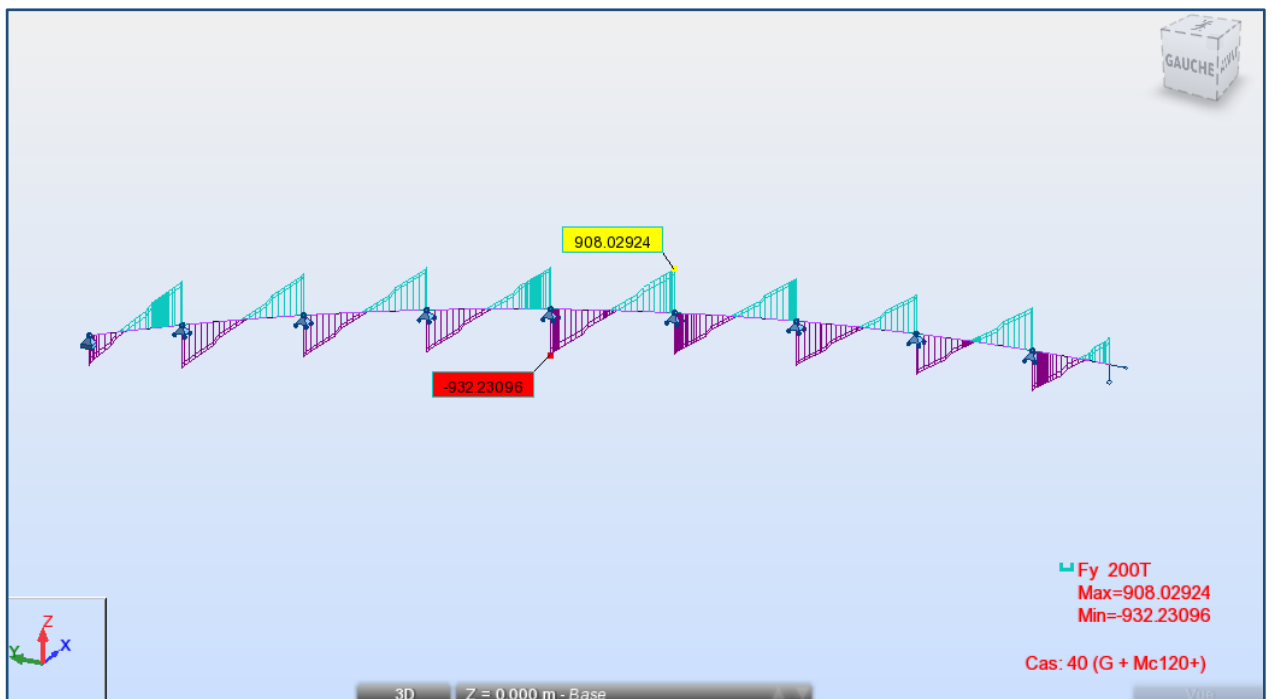 GAUCHE
908.02924
-932.23096
Fy 200T
Max=908.02924
Min=-932.23096
Cas: 40 (G + Mc120+)
Z
X
Y
3D
Z = 0.000 m - Base
Vue